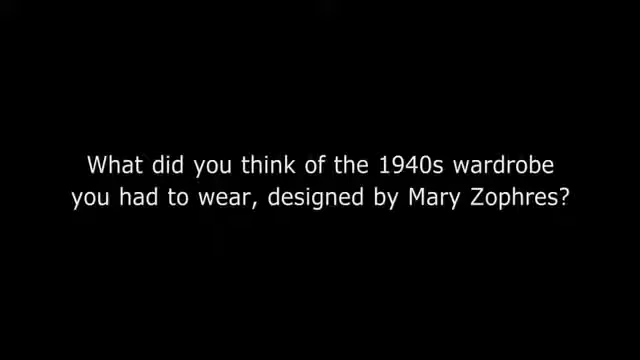 What did you think of the 1940s wardrobe
you had to wear, designed by Mary Zophres?